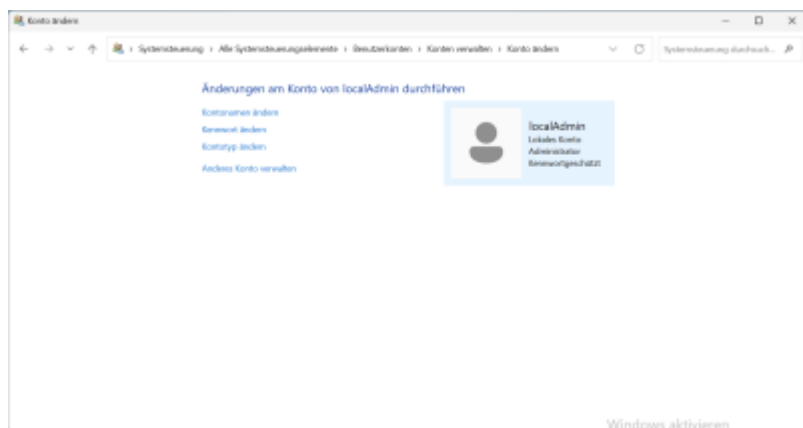 Konto ändern
Systemsteuerung › Alle Systemsteuerungselemente › Benutzerkonten › Konten verwalten › Konto ändern
Systemsteuerung durchsuch...
Änderungen am Konto von localAdmin durchführen
Kontonamen ändern
Kennwort ändern
Kontotyp ändern
Anderes Konto verwalten
localAdmin
Lokales Konto
Administrator
Kennwortgeschützt
Windows aktivieren